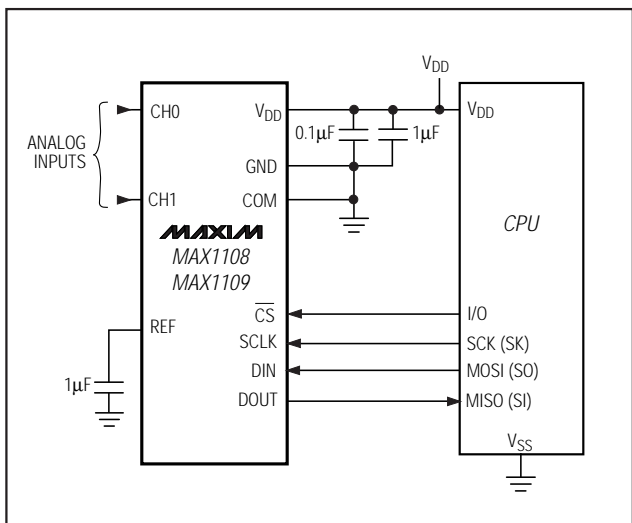 VDD
CH0
VDD
VDD
0.1µF
1µF
ANALOG
INPUTS
GND
CH1
COM
MAXIM
MAX1108
MAX1109
CPU
CS
I/O
REF
SCLK
SCK (SK)
DIN
MOSI (SO)
1µF
DOUT
MISO (SI)
VSS